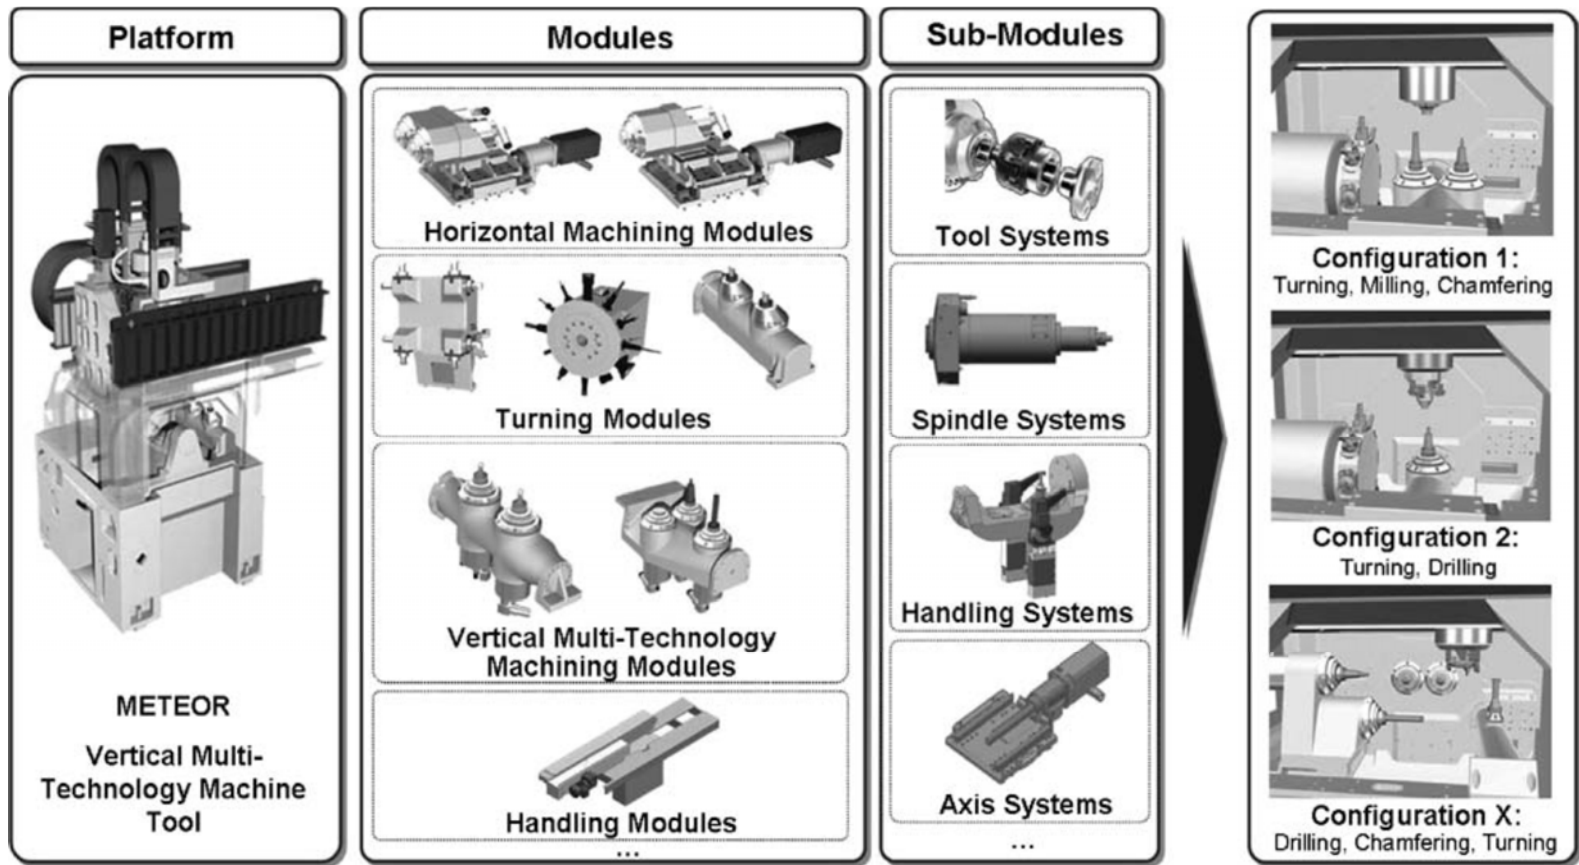 Platform
METEOR
Vertical Multi-
Technology Machine
Tool
Modules
Horizontal Machining Modules
Turning Modules
Vertical Multi-Technology
Machining Modules
Handling Modules
...
Sub-Modules
Tool Systems
Spindle Systems
Handling Systems
Axis Systems
...
Configuration 1:
Turning, Milling, Chamfering
Configuration 2:
Turning, Drilling
Configuration X:
Drilling, Chamfering, Turning